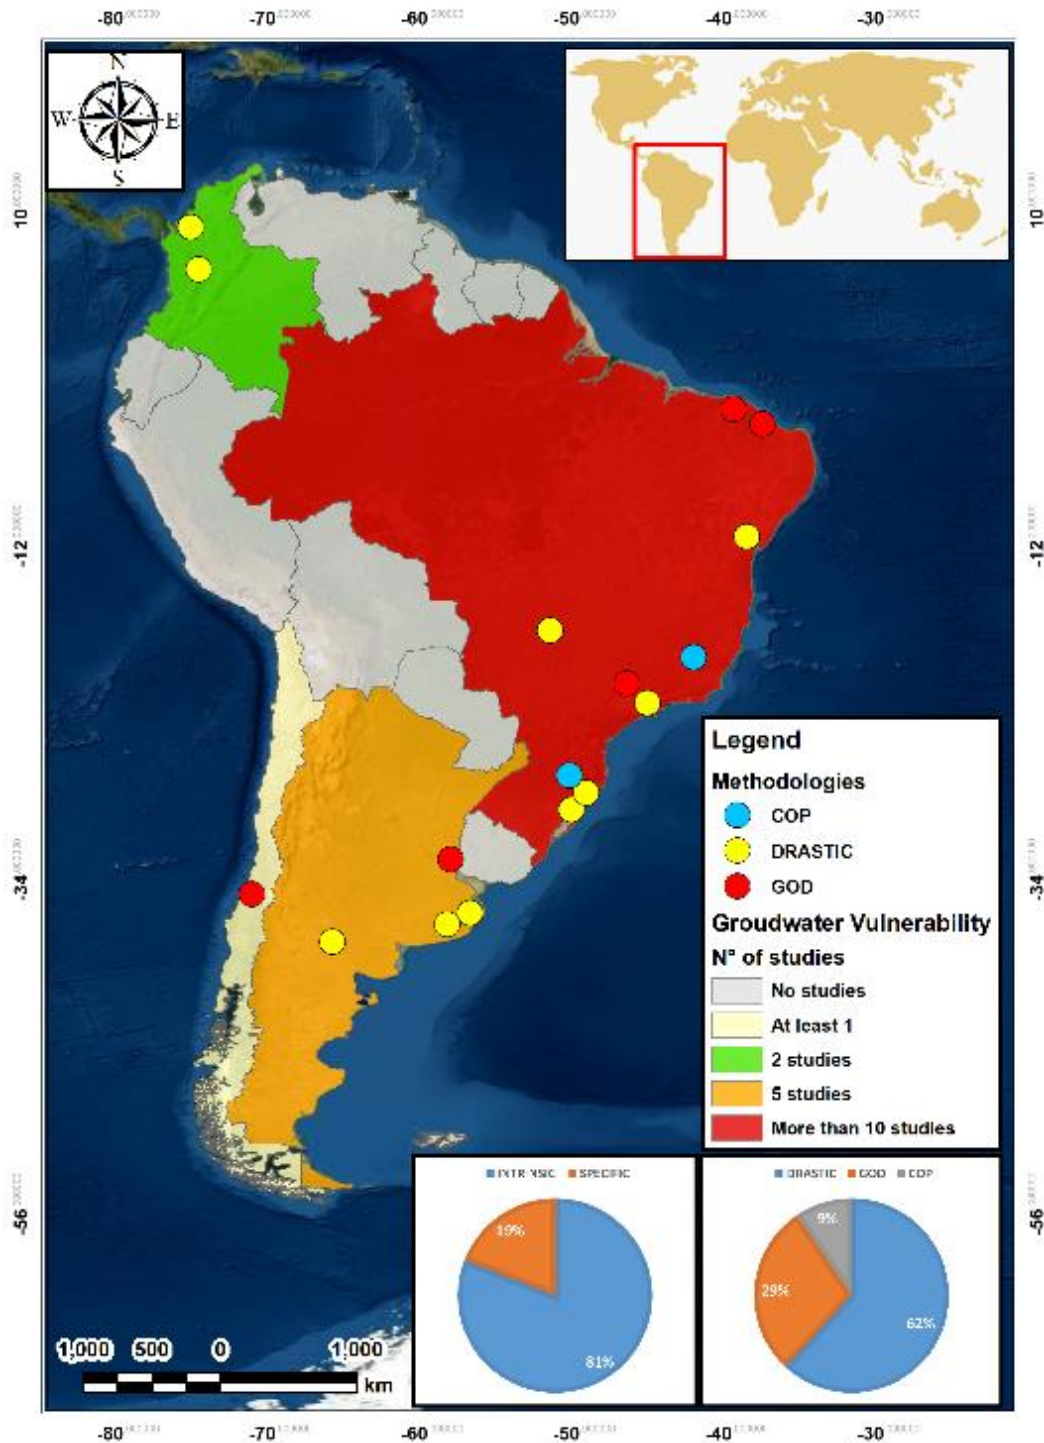 -80 -70 -60 -50 -40 -30
N
W E
S
10 10
-12 -12
-34 -34
-56 -56
Legend
Methodologies
COP
DRASTIC
GOD
Groudwater Vulnerability
N° of studies
No studies
At least 1
2 studies
5 studies
More than 10 studies
INTRINSIC SPECIFIC
19%
81%
DRASTIC GOD COP
9%
29%
62%
1,000 500 0 1,000
km
-80 -70 -60 -50 -40 -30